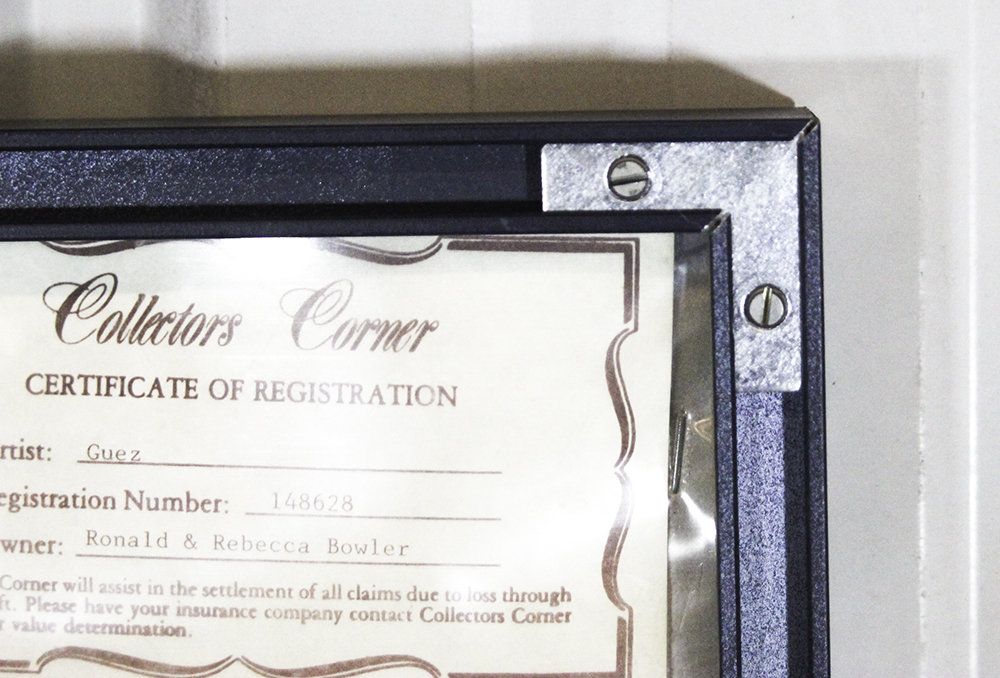 Collectors Corner
CERTIFICATE OF REGISTRATION
rtist: Guez
egistration Number: 148628
wner: Ronald & Rebecca Bowler
Corner will assist in the settlement of all claims due to loss through
ft. Please have your insurance company contact Collectors Corner
r value determination.